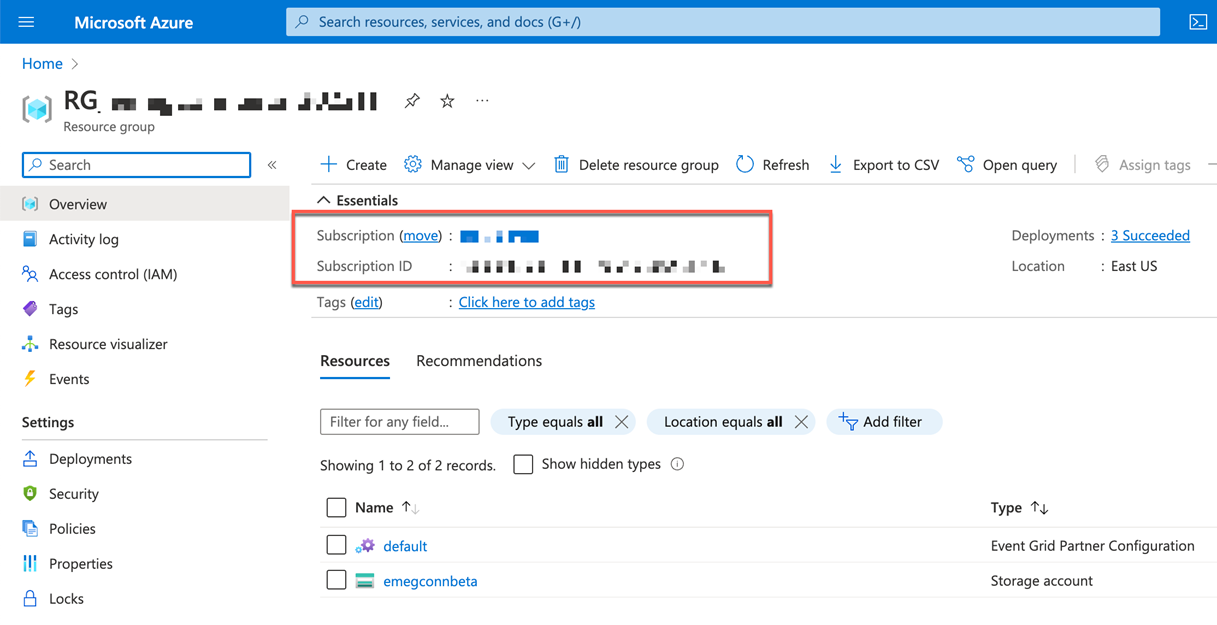 Microsoft Azure
Search resources, services, and docs (G+/)
Home
RG_
Resource group
Search
«
Create
Manage view
Delete resource group
Refresh
Export to CSV
Open query
Assign tags
Overview
Activity log
Access control (IAM)
Tags
Resource visualizer
Events
Settings
Deployments
Security
Policies
Properties
Locks
Essentials
Subscription (move) :
Subscription ID :
Tags (edit) : Click here to add tags
Deployments : 3 Succeeded
Location : East US
Resources Recommendations
Filter for any field... Type equals all Location equals all Add filter
Showing 1 to 2 of 2 records. Show hidden types
Name Type
default Event Grid Partner Configuration
emegconnbeta Storage account